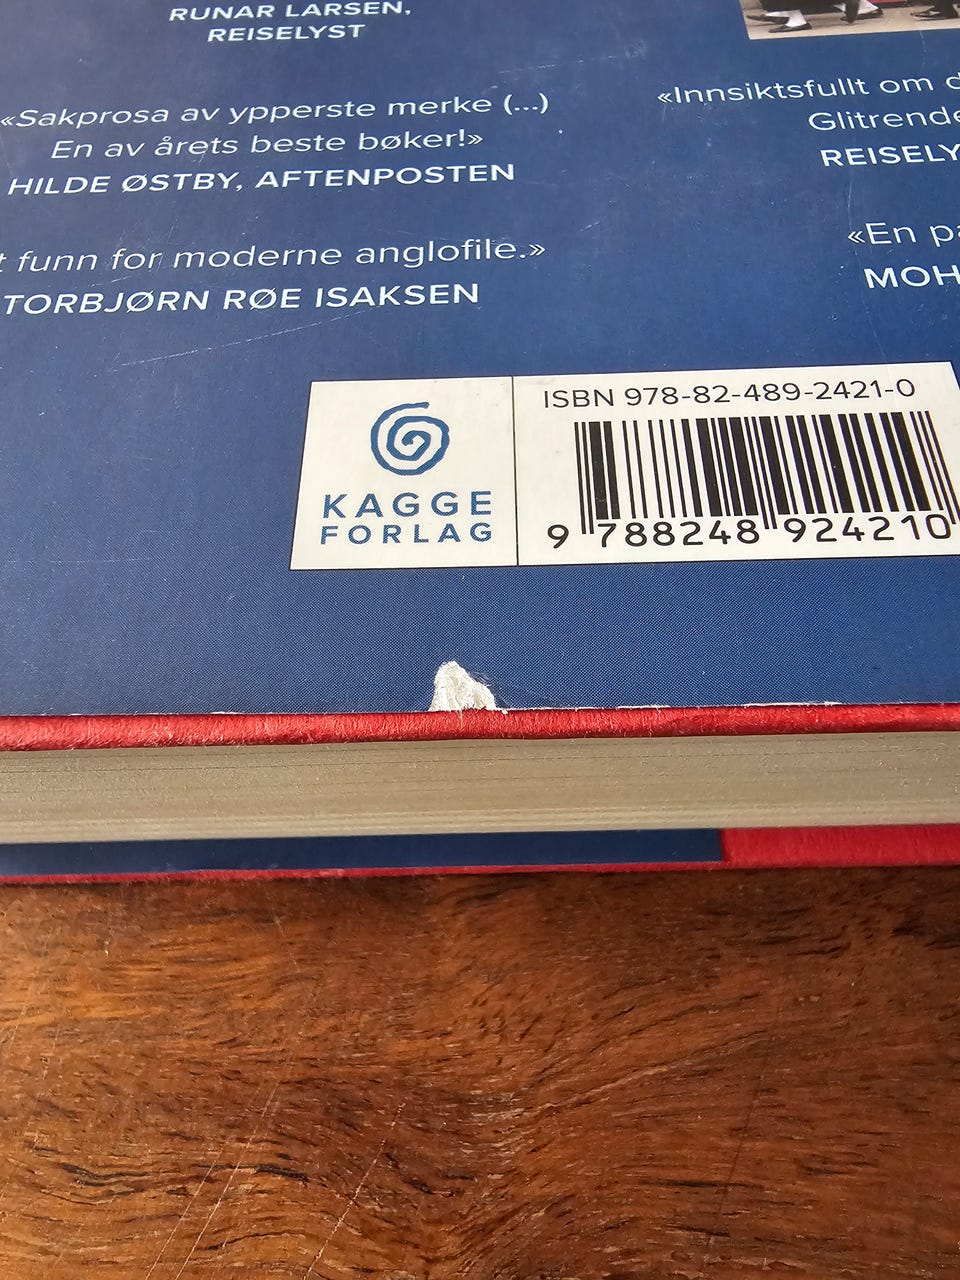 RUNAR LARSEN,
REISELYST
«Sakprosa av ypperste merke (...)
En av årets beste bøker!»
HILDE ØSTBY, AFTENPOSTEN
funn for moderne anglofile.»
TORBJØRN RØE ISAKSEN
«Innsiktsfullt om
Glitrende
REISELY
«En
MOH
KAGGE
FORLAG
ISBN 978-82-489-2421-0
9 788248 924210